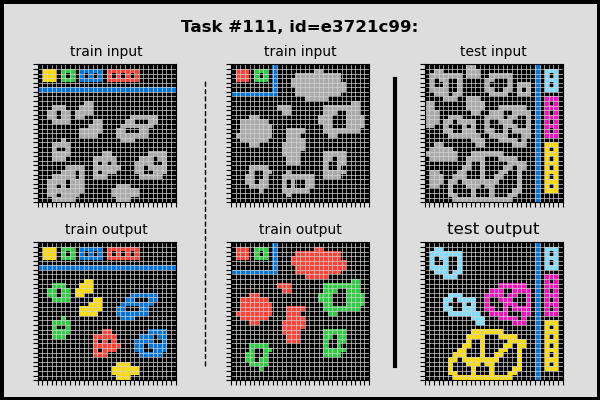 Task #111, id=e3721c99:
train input
train input
test input
train output
train output
test output